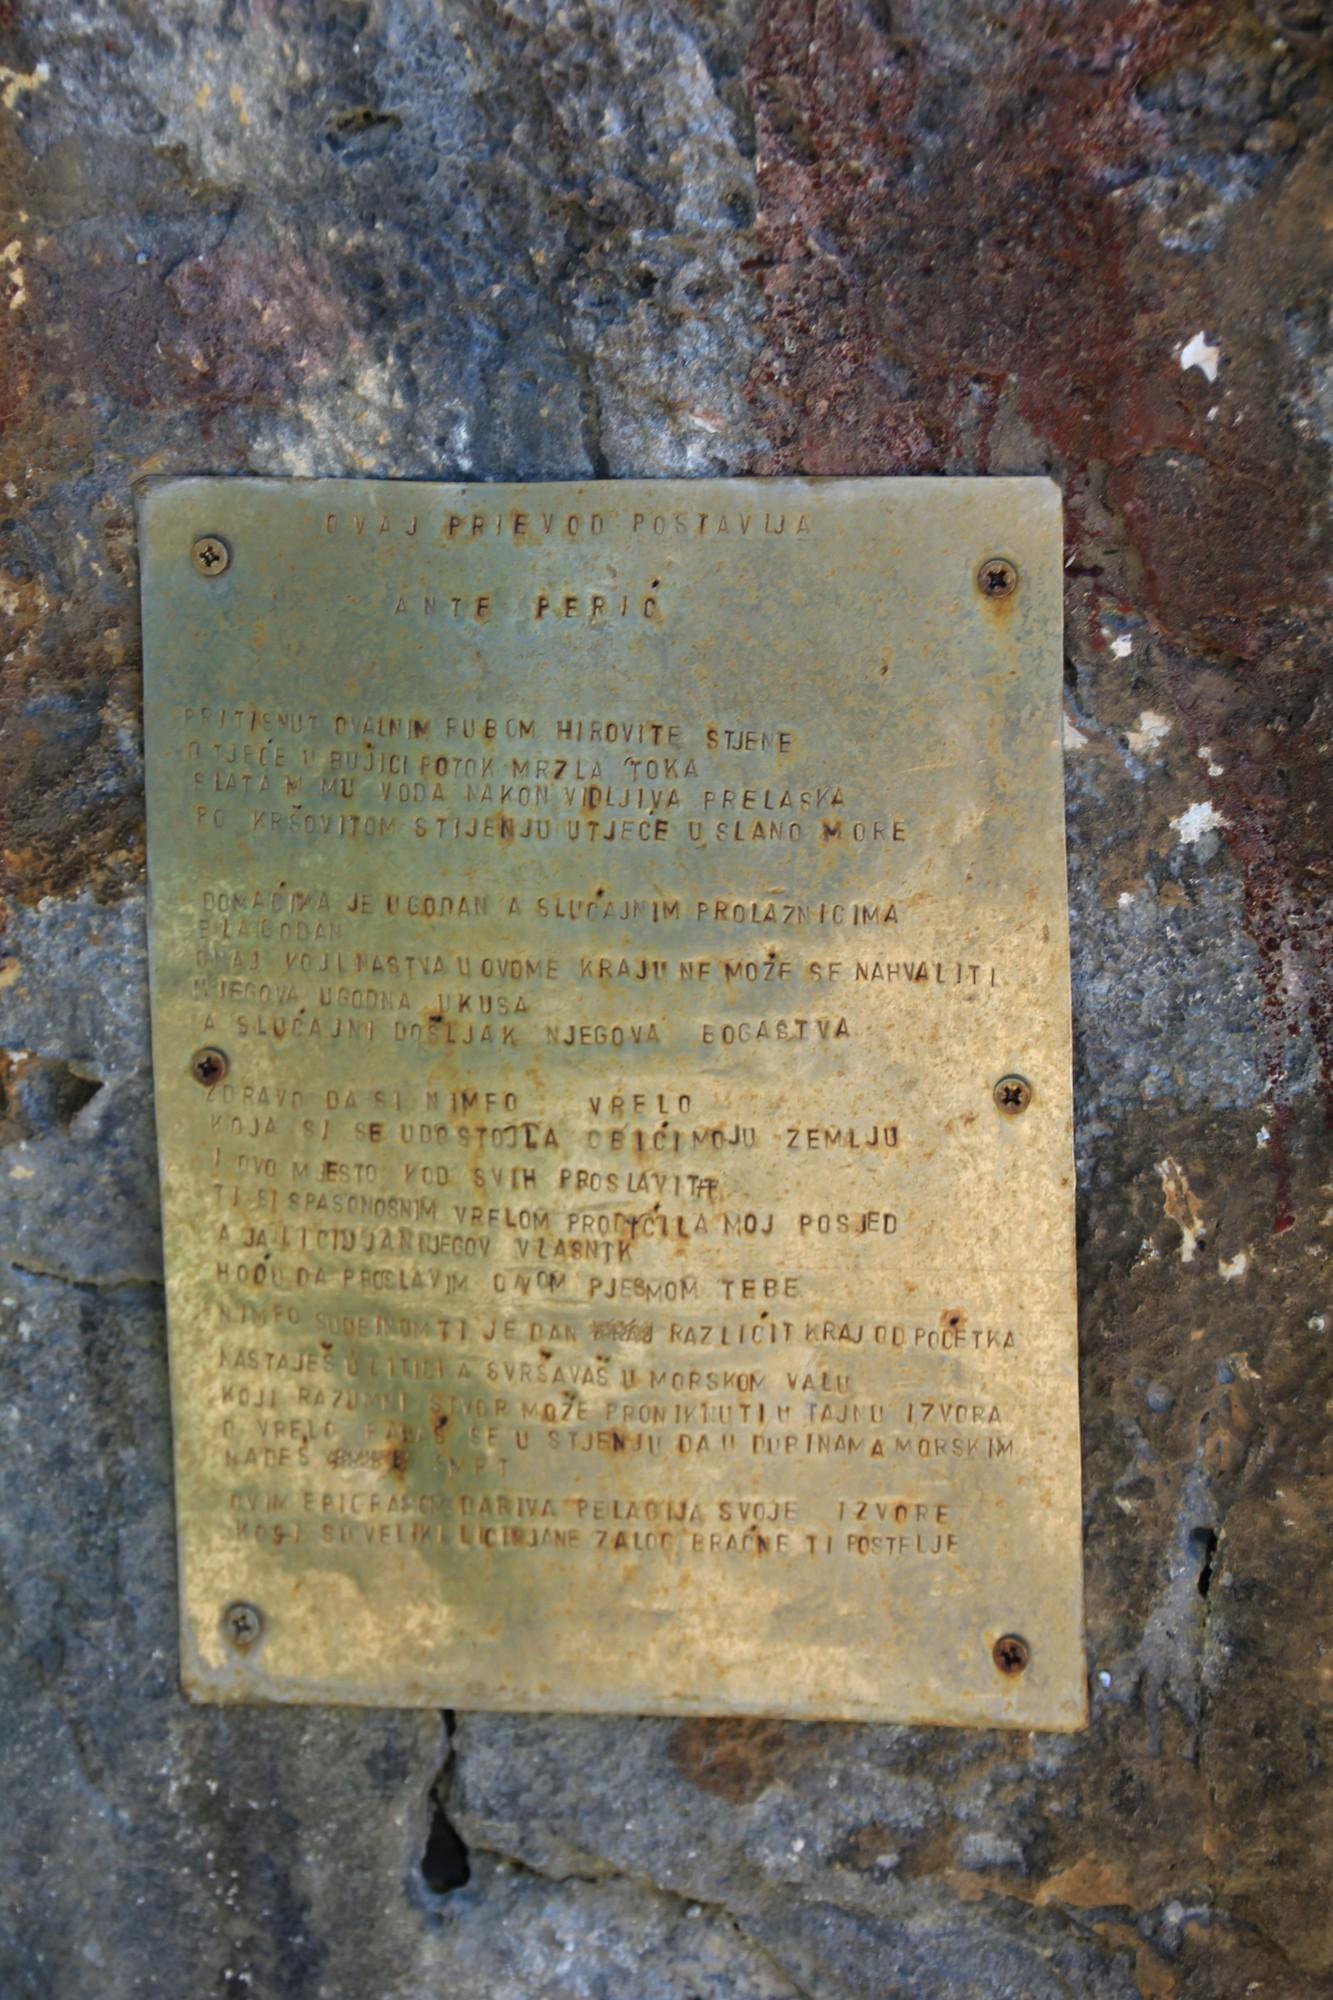 OVAJ PRIEVOD POSTAVIJA
ANTE PERIĆ
PRITISNUT OVALNIM RUBOM HIROVITE STJENE
OTJEČE U BUJICI POTOK MRZLA TOKA
SLATA MU VODA NAKON VIDLJIVA PRELASKA
PO KRŠOVITOM STIJENJU UTJEĆE U SLANO MORE
DOMAĆIMA JE UGODAN A SLUČAJNIM PROLAZNICIMA
BLAGODAN
ONAJ KOJI NASTVA U OVOME KRAJU NE MOŽE SE NAHVALITI
NJEGOVA UGODNA UKUSA
A SLUČAJNI DOŠLJAK NJEGOVA BOGASTVA
ZDRAVO DA SI NIMFO VRELO
KOJA SI SE UDOSTOJLA OBIĆI MOJU ZEMLJU
I OVO MJESTO KOD SVIH PROSLAVITI
TI SI SPASONOSNIM VRELOM PRODIČILA MOJ POSJED
A JA LICIUJAN NJEGOV VLASNIK
HOĆU DA PROSLAVIM OVOM PJESMOM TEBE
NIMFO SUDBINOM TI JE DAN RAZLIČIT KRAJ OD POČETKA
NASTAJEŠ U LITICI A SVRŠAVAŠ U MORSKOM VALU
KOJI RAZUMNI STVOR MOŽE PRONIKNUTI U TAJNU IZVORA
O VRELO RAĐAŠ SE U STJENJU DA U DUBINAMA MORSKIM
NAĐEŠ SMRT
OVIM EPIGRAMOM DARIVA PELAGIJA SVOJE IZVORE
KOJI SU VELIKI LICINJANE ZALOG BRAČNE TI POSTELJE